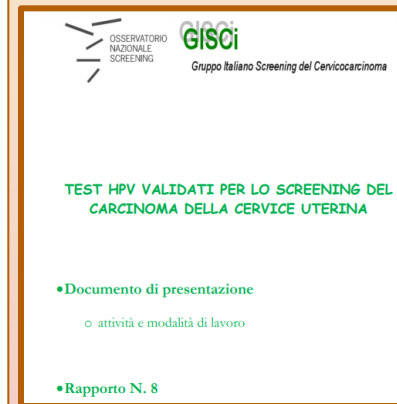 OSSERVATORIO
NAZIONALE
SCREENING
GISCi
Gruppo Italiano Screening del Cervicocarcinoma
TEST HPV VALIDATI PER LO SCREENING DEL
CARCINOMA DELLA CERVICE UTERINA
•Documento di presentazione
o attività e modalità di lavoro
•Rapporto N. 8